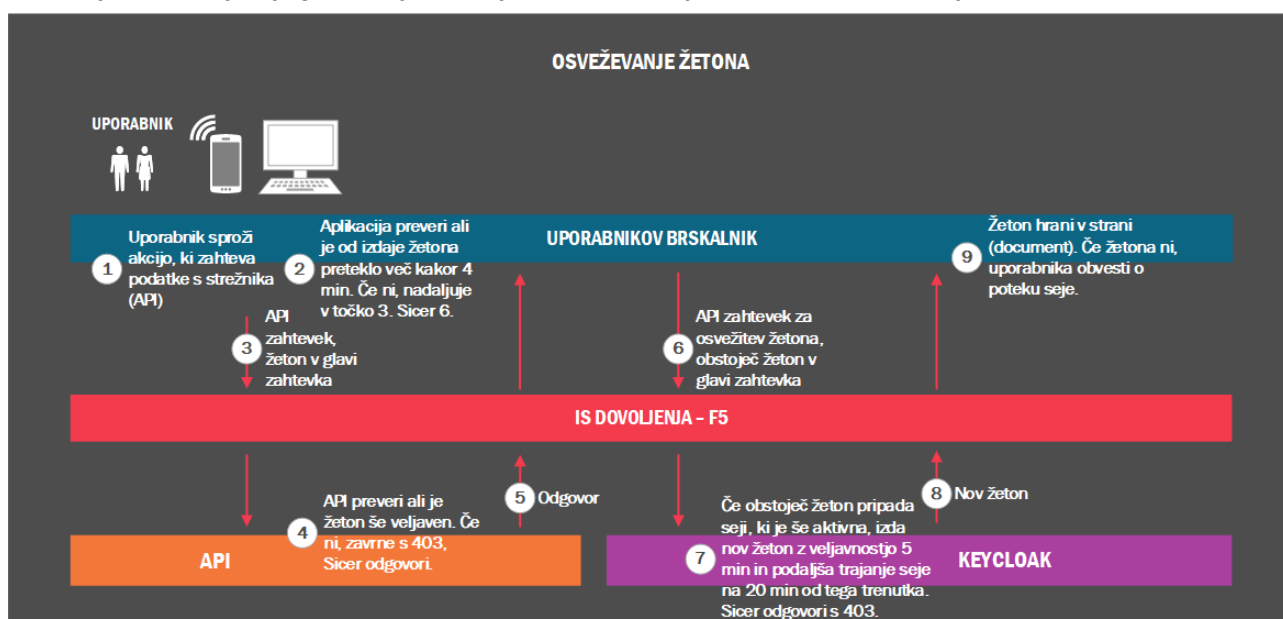 OSVEŽEVANJE ŽETONA
UPORABNIK
UPORABNIKOV BRSKALNIK
1
Uporabnik sproži
akcijo, ki zahteva
podatke s strežnika
(API)
2
Aplikacija preveri ali
je od izdaje žetona
preteklo več kakor 4
min. Če ni, nadaljuje
v točko 3. Sicer 6.
3
API
zahtevek,
žeton v glavi
zahtevka
IS DOVOLJENJA – F5
4
API preveri ali je
žeton še veljaven. Če
ni, zavrne s 403,
Sicer odgovori.
API
5
Odgovor
6
API zahtevek za
osvežitev žetona,
obstoječ žeton v
glavi zahtevka
7
Če obstoječ žeton pripada
seji, ki je še aktivna, izda
nov žeton z veljavnostjo 5
min in podaljša trajanje seje
na 20 min od tega trenutka.
Sicer odgovori s 403.
KEYCLOAK
8
Nov žeton
9
Žeton hrani v strani
(document). Če žetona ni,
uporabnika obvesti o
poteku seje.